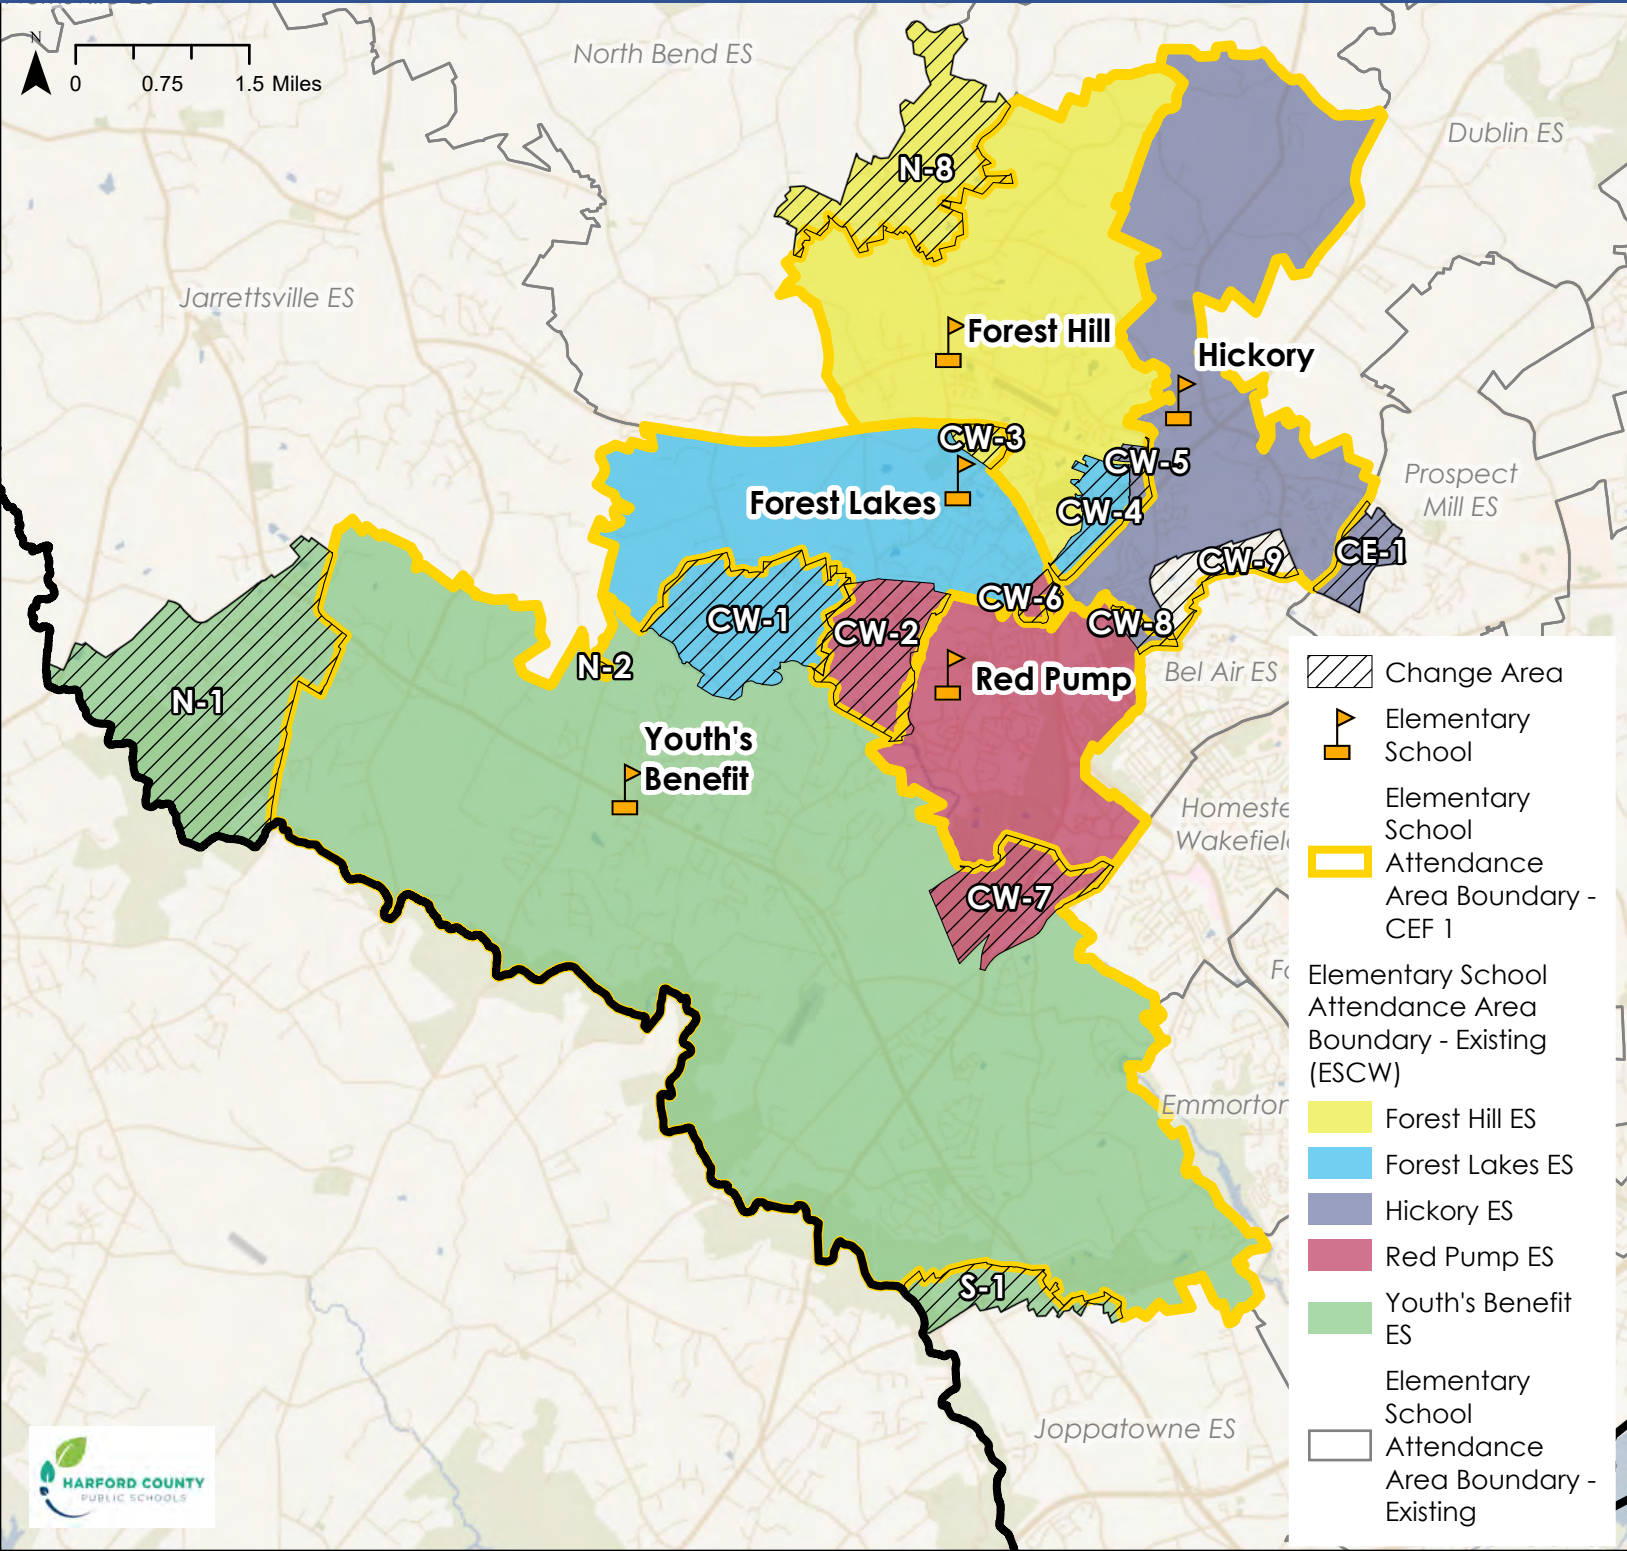 N
0 0.75 1.5 Miles
North Bend ES
Dublin ES
N-8
Jarrettsville ES
Forest Hill
Hickory
CW-3
CW-5
Prospect
Mill ES
Forest Lakes
CW-4
CW-9
CE-1
CW-6
CW-1
CW-2
CW-8
N-2
Bel Air ES
Red Pump
N-1
Youth's
Benefit
Homeste
Wakefiel
CW-7
Emmorton
S-1
Joppatowne ES
Change Area
Elementary
School
Elementary
School
Attendance
Area Boundary -
CEF 1
Elementary School
Attendance Area
Boundary - Existing
(ESCW)
Forest Hill ES
Forest Lakes ES
Hickory ES
Red Pump ES
Youth's Benefit
ES
Elementary
School
Attendance
Area Boundary -
Existing
HARFORD COUNTY
PUBLIC SCHOOLS